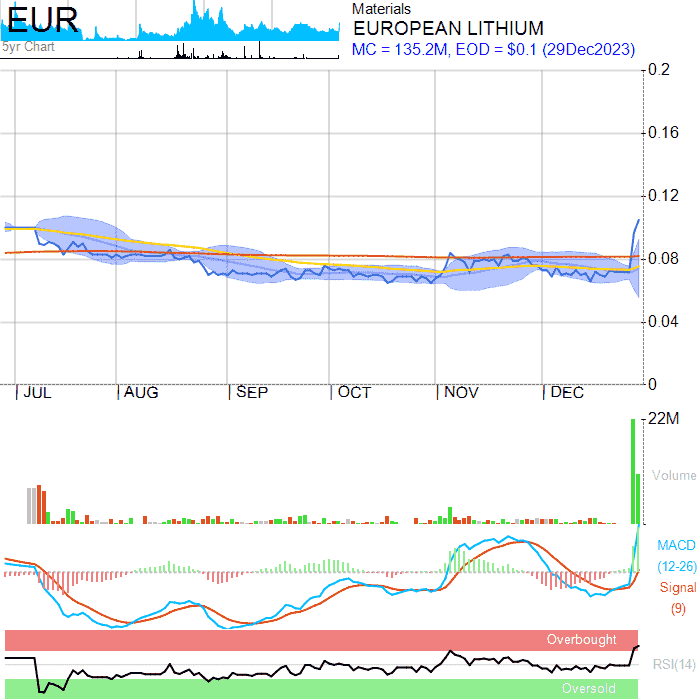 EUR
5yr Chart
Materials
EUROPEAN LITHIUM
MC = 135.2M, EOD = $0.1 (29Dec2023)
0.2
0.16
0.12
0.08
0.04
0
JUL AUG SEP OCT NOV DEC
22M
Volume
MACD
(12-26)
Signal
(9)
Overbought
RSI(14)
Oversold